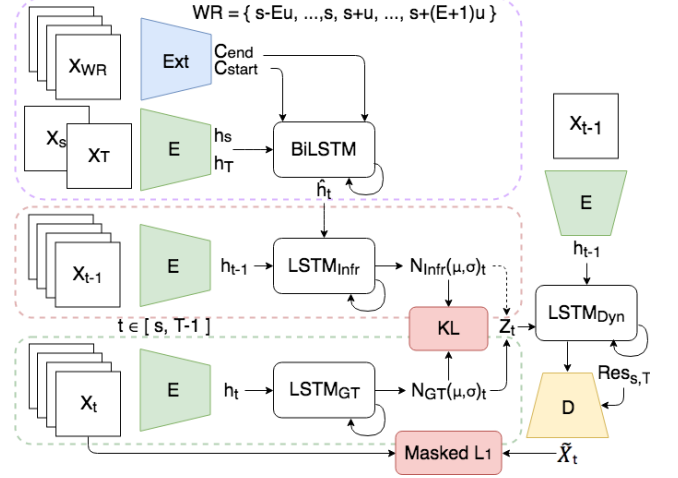 WR = { s-Eu, ...,s, s+u, ..., s+(E+1)u }
X_WR
Ext
C_end
C_start
X_s
X_T
E
h_s
h_T
BiLSTM
ĥ_t
X_t-1
E
h_t-1
LSTM_Infr
N_Infr(μ,σ)_t
t ∈ [ s, T-1 ]
KL
Z_t
X_t
E
h_t
LSTM_GT
N_GT(μ,σ)_t
Masked L_1
X_t-1
E
h_t-1
LSTM_Dyn
Res_s,T
D
X̃_t